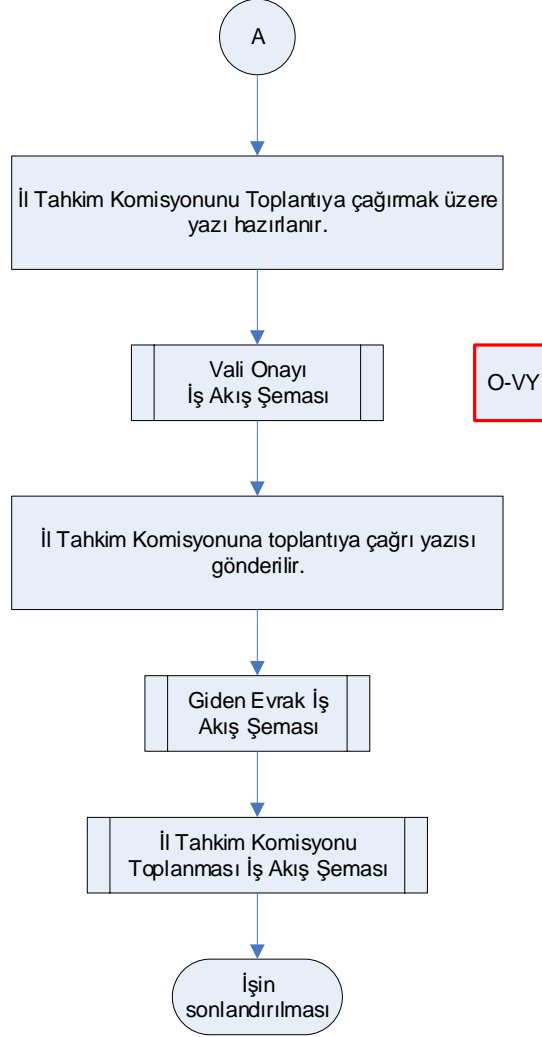 A
İl Tahkim Komisyonunu Toplantıya çağırmak üzere
yazı hazırlanır.
Vali Onayı
İş Akış Şeması
O-VY
İl Tahkim Komisyonuna toplantıya çağrı yazısı
gönderilir.
Giden Evrak İş
Akış Şeması
İl Tahkim Komisyonu
Toplanması İş Akış Şeması
İşin
sonlandırılması